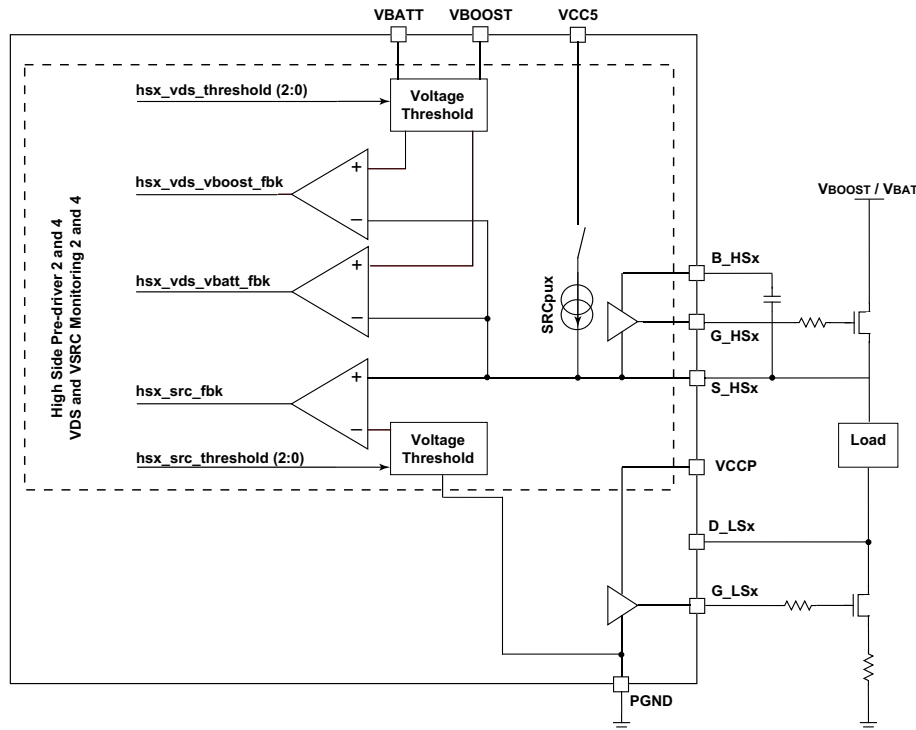 VBATT VBOOST VCC5
hsx_vds_threshold (2:0)
Voltage
Threshold
+
hsx_vds_vboost_fbk
–
VBOOST / VBAT
+
hsx_vds_vbatt_fbk
–
High Side Pre-driver 2 and 4
VDS and VSRC Monitoring 2 and 4
SRCpux
B_HSx
G_HSx
S_HSx
+
hsx_src_fbk
–
Voltage
Threshold
hsx_src_threshold (2:0)
Load
VCCP
D_LSx
G_LSx
PGND